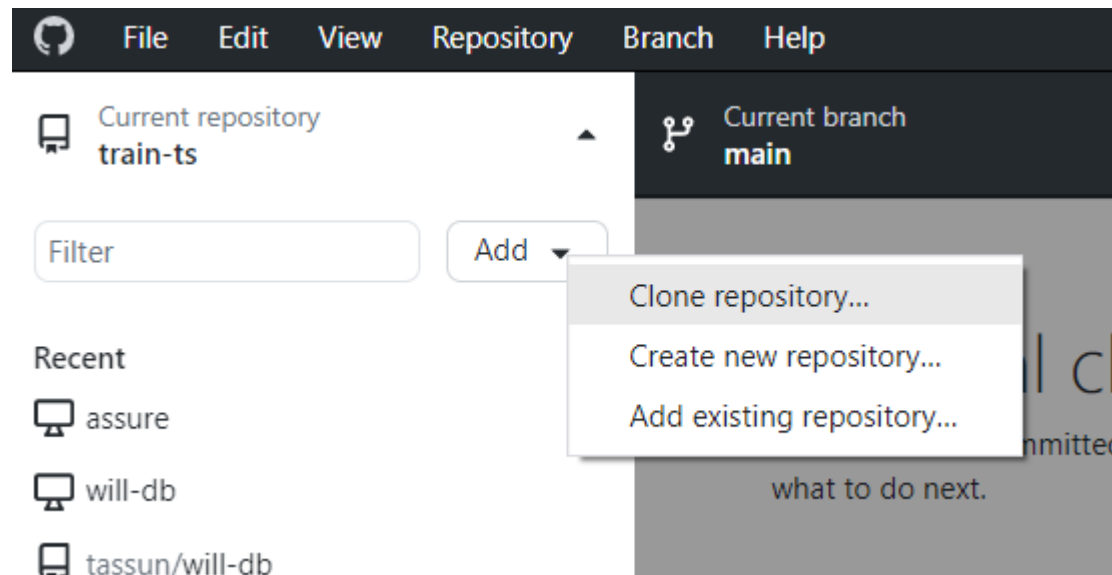 File Edit View Repository Branch Help
Current repository
train-ts
Current branch
main
Filter
Add
Clone repository...
Create new repository...
Add existing repository...
Recent
assure
will-db
tassun/will-db
what to do next.